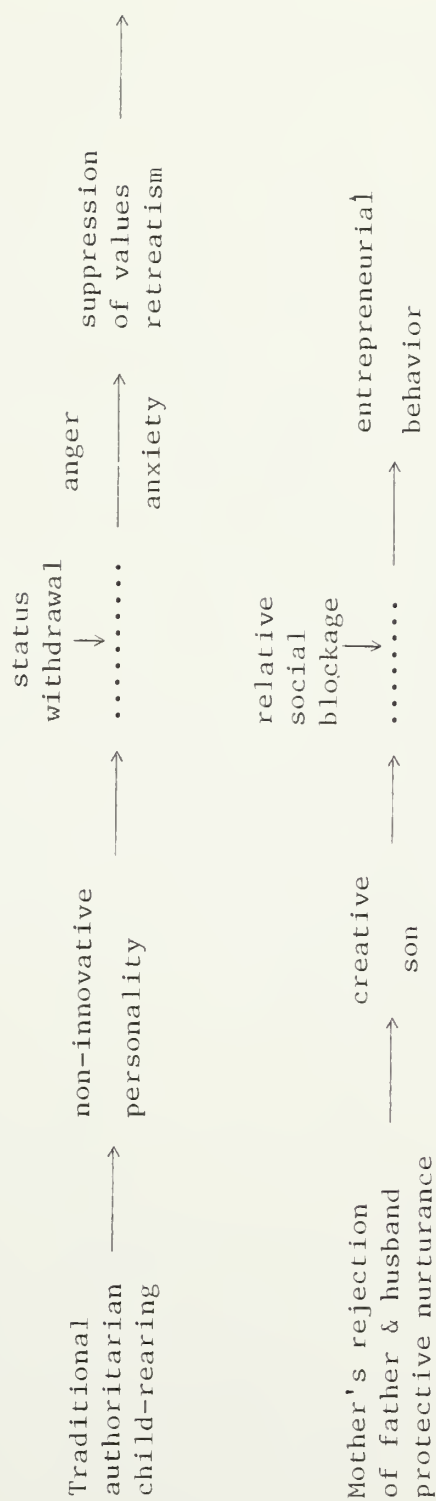 Traditional
authoritarian
child-rearing
non-innovative
personality
status
withdrawal
anger
anxiety
suppression
of values
retreatism
Mother's rejection
of father & husband
protective nurturance
creative
son
relative
social
blockage
entrepreneurial
behavior